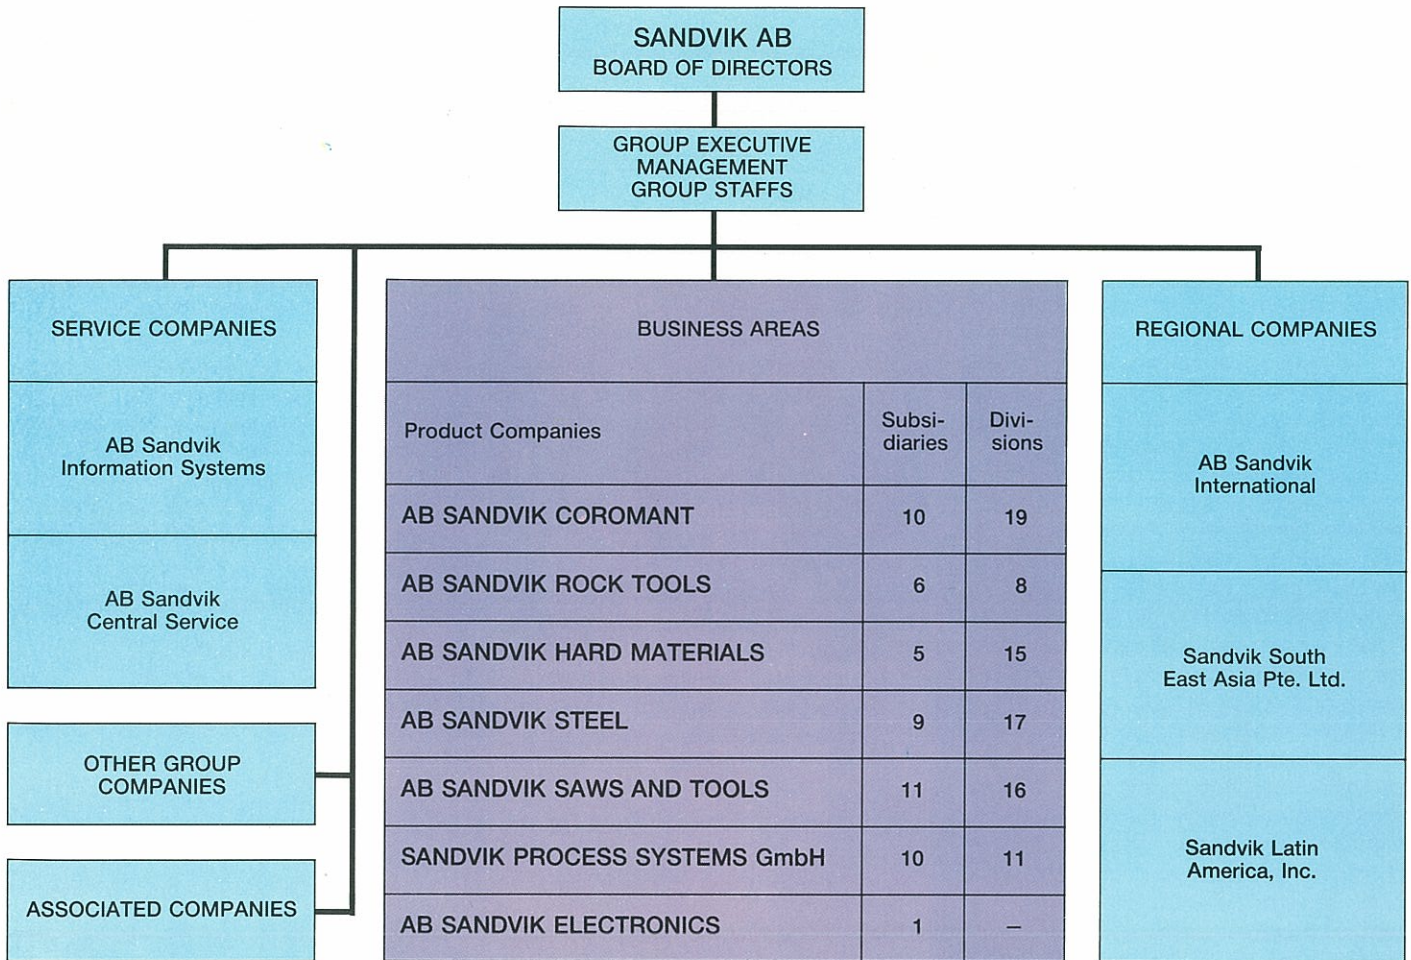 SANDVIK AB
BOARD OF DIRECTORS
GROUP EXECUTIVE
MANAGEMENT
GROUP STAFFS
SERVICE COMPANIES
AB Sandvik
Information Systems
AB Sandvik
Central Service
OTHER GROUP
COMPANIES
ASSOCIATED COMPANIES
BUSINESS AREAS
Product Companies
Subsi-
diaries
Divi-
sions
AB SANDVIK COROMANT 10 19
AB SANDVIK ROCK TOOLS 6 8
AB SANDVIK HARD MATERIALS 5 15
AB SANDVIK STEEL 9 17
AB SANDVIK SAWS AND TOOLS 11 16
SANDVIK PROCESS SYSTEMS GmbH 10 11
AB SANDVIK ELECTRONICS 1 –
REGIONAL COMPANIES
AB Sandvik
International
Sandvik South
East Asia Pte. Ltd.
Sandvik Latin
America, Inc.